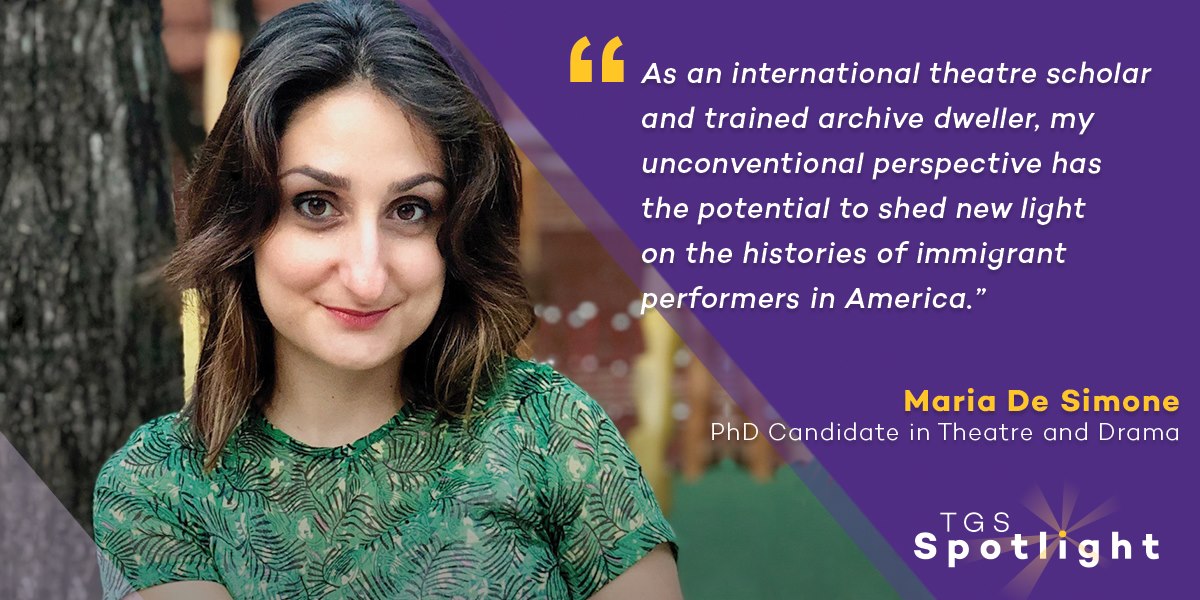 “
As an international theatre scholar
and trained archive dweller, my
unconventional perspective has
the potential to shed new light
on the histories of immigrant
performers in America.”
Maria De Simone
PhD Candidate in Theatre and Drama
TGS
Spotlight